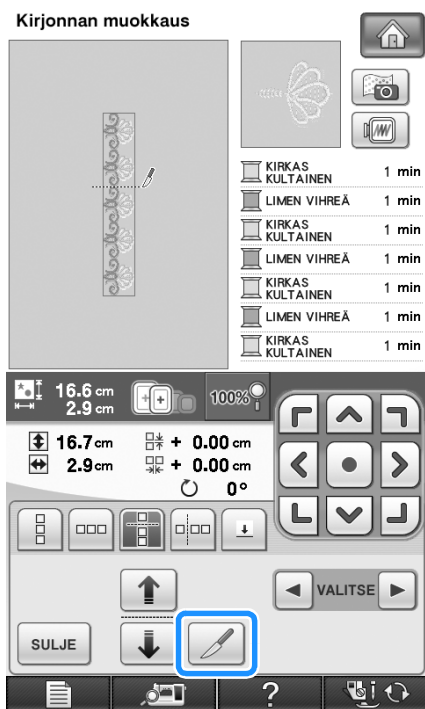 Kirjonnan muokkaus
KIRKAS
KULTAINEN
1 min
LIMEN VIHREÄ
1 min
KIRKAS
KULTAINEN
1 min
LIMEN VIHREÄ
1 min
KIRKAS
KULTAINEN
1 min
LIMEN VIHREÄ
1 min
KIRKAS
KULTAINEN
1 min
16.6 cm
2.9 cm
100%
16.7 cm
+ 0.00 cm
2.9 cm
+ 0.00 cm
0°
VALITSE
SULJE
?